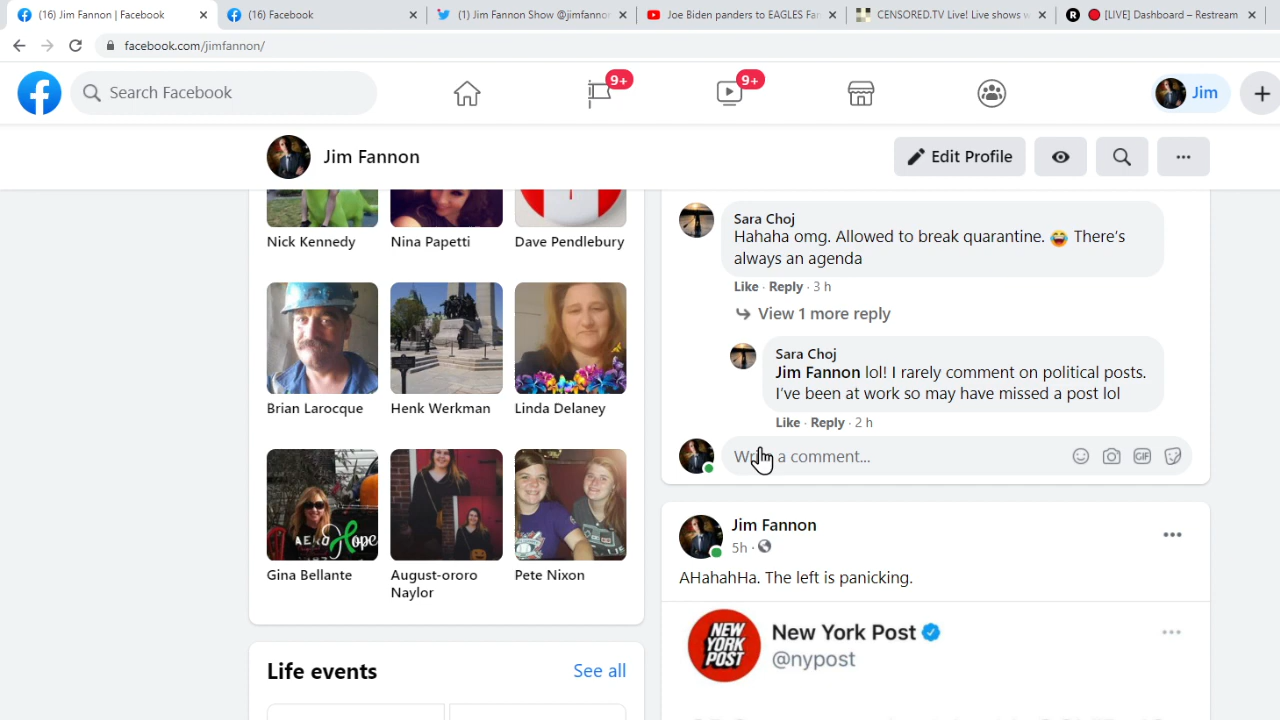 (16) Jim Fannon | Facebook
(16) Facebook
(1) Jim Fannon Show @jimfannon
Joe Biden panders to EAGLES Fan
CENSORED.TV Live! Live shows w
[LIVE] Dashboard – Restream
facebook.com/jimfannon/
Search Facebook
9+
9+
Jim
Jim Fannon
Edit Profile
Nick Kennedy
Nina Papetti
Dave Pendlebury
Brian Larocque
Henk Werkman
Linda Delaney
Hope
Gina Bellante
August-ororo
Naylor
Pete Nixon
Life events
See all
Sara Choj
Hahaha omg. Allowed to break quarantine. 😂 There's
always an agenda
Like · Reply · 3 h
View 1 more reply
Sara Choj
Jim Fannon lol! I rarely comment on political posts.
I've been at work so may have missed a post lol
Like · Reply · 2 h
Write a comment...
GIF
Jim Fannon
5h ·
AHahahHa. The left is panicking.
NEW
YORK
POST
New York Post
@nypost